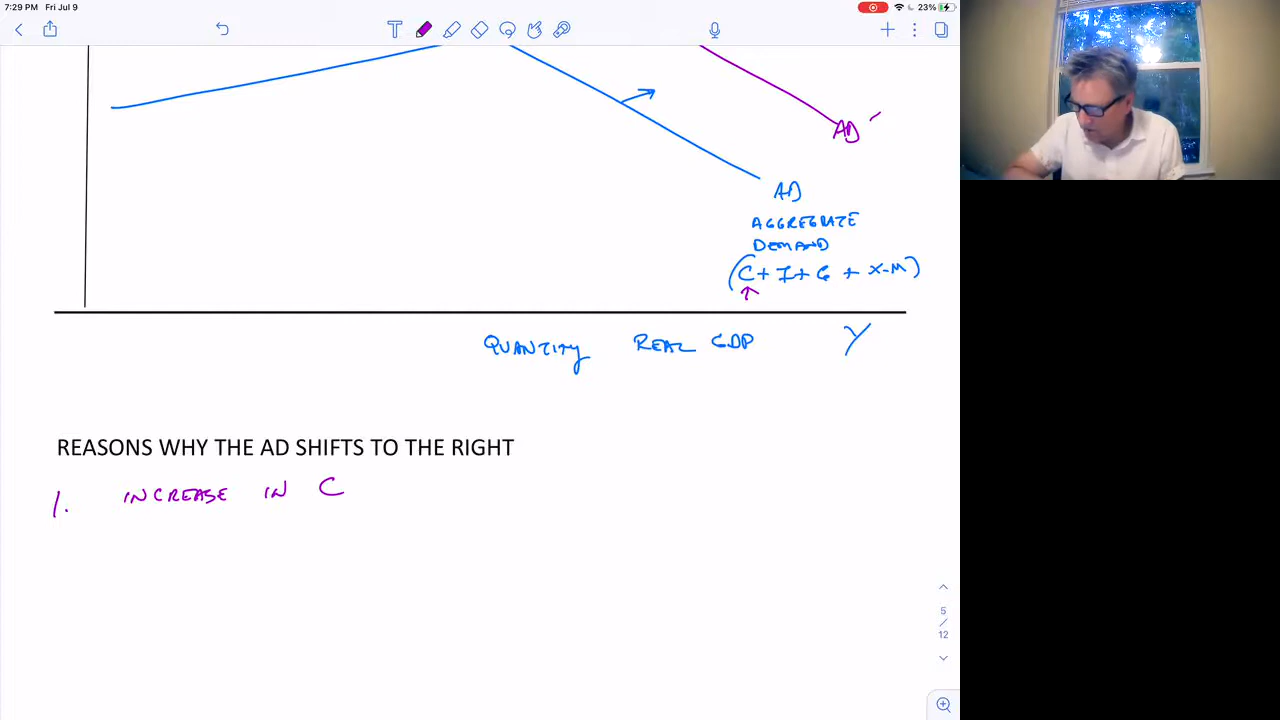 7:29 PM Fri Jul 9
23%
AD'
AD
AGGREGATE
DEMAND
(C + I + G + X-M)
↑
QUANTITY REAL GDP Y
REASONS WHY THE AD SHIFTS TO THE RIGHT
1. INCREASE IN C
5
/
12